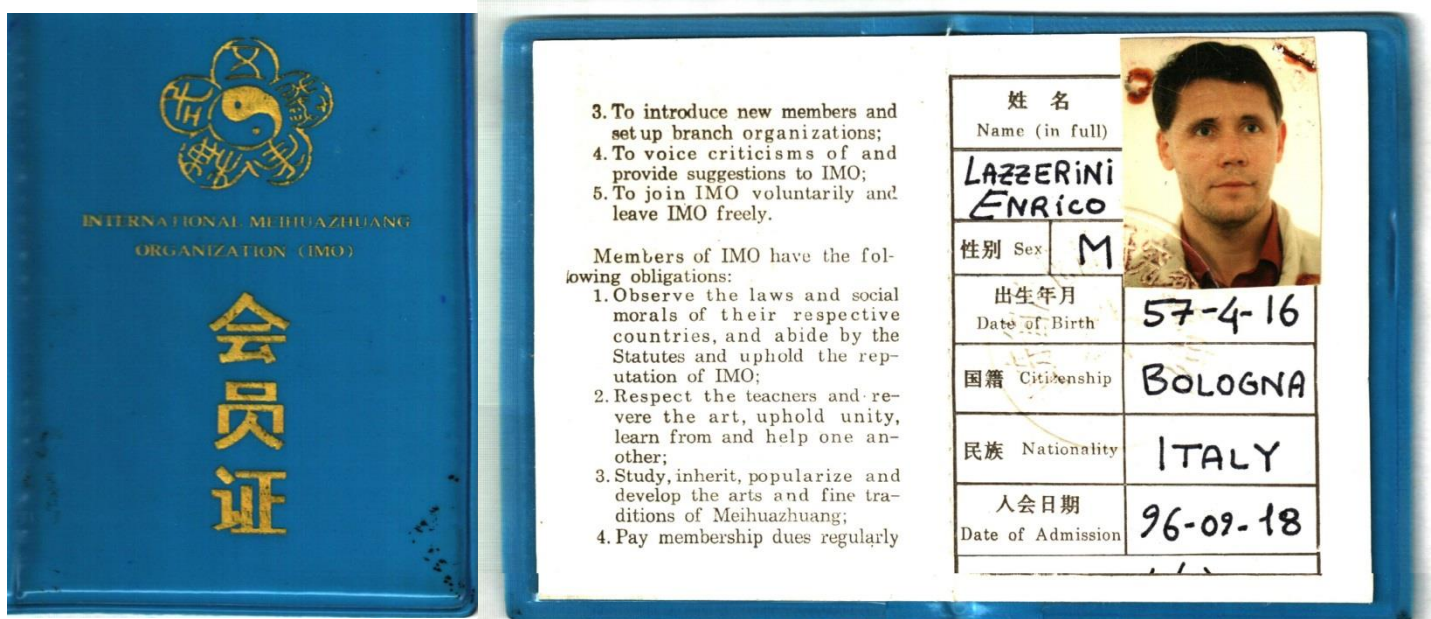 INTERNATIONAL MEIHUAZHUANG
ORGANIZATION (IMO)
会
员
证
3. To introduce new members and
set up branch organizations;
4. To voice criticisms of and
provide suggestions to IMO;
5. To join IMO voluntarily and
leave IMO freely.
Members of IMO have the fol-
lowing obligations:
1. Observe the laws and social
morals of their respective
countries, and abide by the
Statutes and uphold the rep-
utation of IMO;
2. Respect the teachers and re-
vere the art, uphold unity,
learn from and help one an-
other;
3. Study, inherit, popularize and
develop the arts and fine tra-
ditions of Meihuazhuang;
4. Pay membership dues regularly
姓 名
Name (in full)
LAZZERINI
ENRICO
性别 Sex M
出生年月
Date of Birth 57-4-16
国籍 Citizenship BOLOGNA
民族 Nationality ITALY
入会日期
Date of Admission 96-09-18